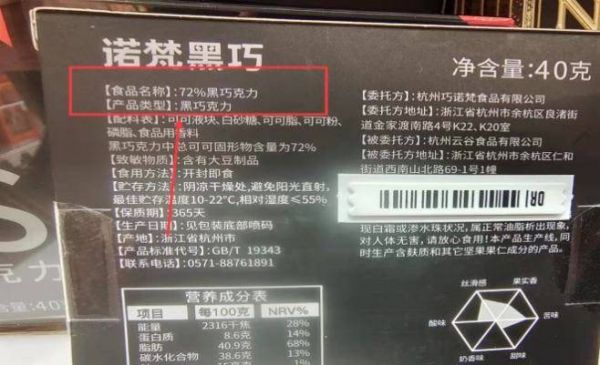 诺梵黑巧
净含量:40克
【食品名称】:72%黑巧克力
【产品类型】:黑巧克力
【配料表】:可可液块、白砂糖、可可脂、可可粉、
磷脂、食品用香料
黑巧克力中总可可固形物含量为72%
【致敏物质】:含有大豆制品
【食用方法】:开封即食
【贮存方法】:阴凉干燥处,避免阳光直射,
最佳贮存温度10-22℃,相对湿度≤55%
【保质期】:365天
【生产日期】:见包装底部喷码
【产地】:浙江省杭州市
【产品标准代号】:GB/T 19343
【联系电话】:0571-88761891
【委托方】:杭州巧诺梵食品有限公司
【委托方地址】:浙江省杭州市余杭区良渚街
道金家渡南路4号K22、K20室
【被委托方】:杭州云谷食品有限公司
【被委托方地址】:浙江省杭州市余杭区仁和
街道西南山北路69-1号1幢
DR
现白霜或渗水珠状况,属正常油脂析出现象,
对人体无害,请放心食用!本产品生产线,同
时生产含麸质和其它坚果果仁成分的产品。
营养成分表
项目 每100克 NRV%
能量 2316千焦 28%
蛋白质 8.6克 14%
脂肪 40.9克 68%
碳水化合物 38.6克 13%
丝滑感
果实香
酸味
苦味
奶香味
甜味
克力
净含量:40